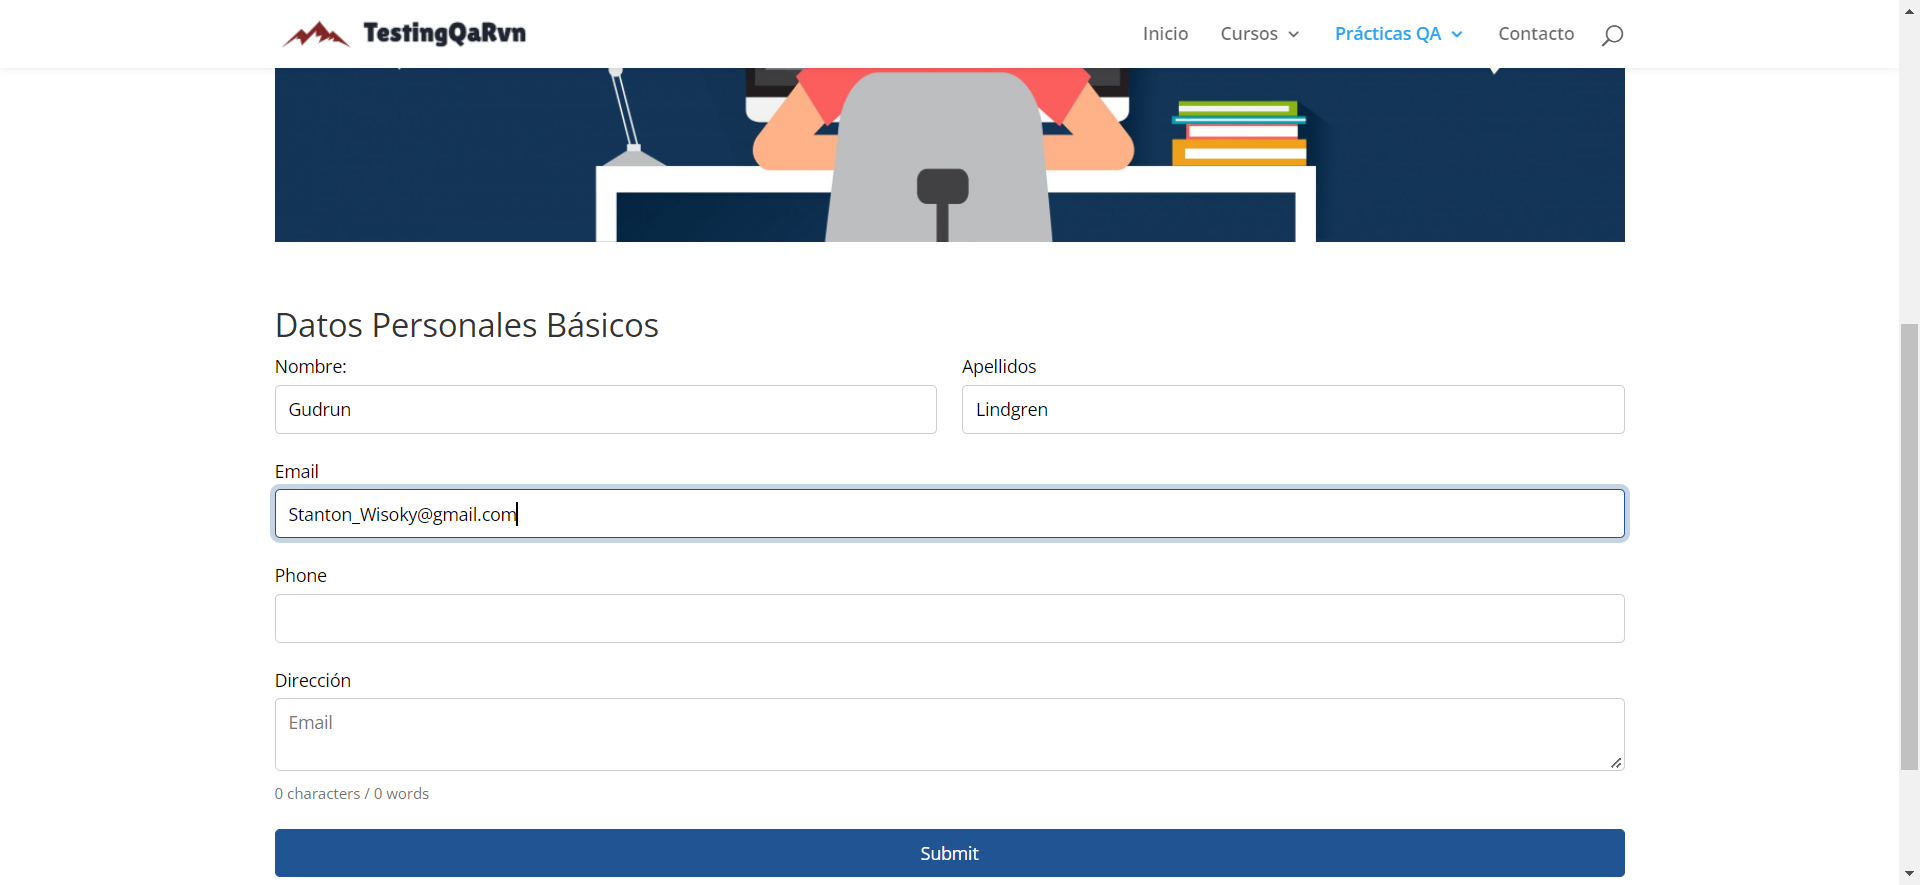 TestingQaRvn
Inicio Cursos Prácticas QA Contacto
Datos Personales Básicos
Nombre: Apellidos
Gudrun Lindgren
Email
Stanton_Wisoky@gmail.com
Phone
Dirección
Email
0 characters / 0 words
Submit